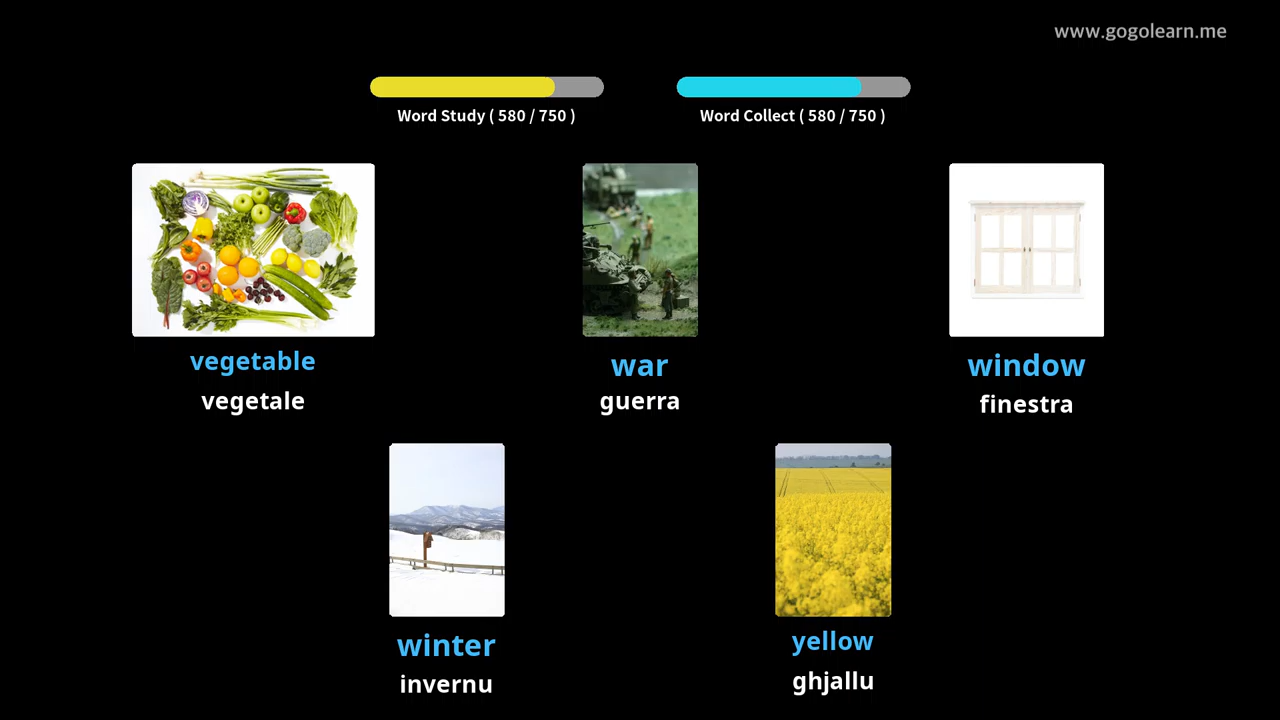 www.gogolearn.me
Word Study ( 580 / 750 )
Word Collect ( 580 / 750 )
vegetable
vegetale
war
guerra
window
finestra
winter
invernu
yellow
ghjallu